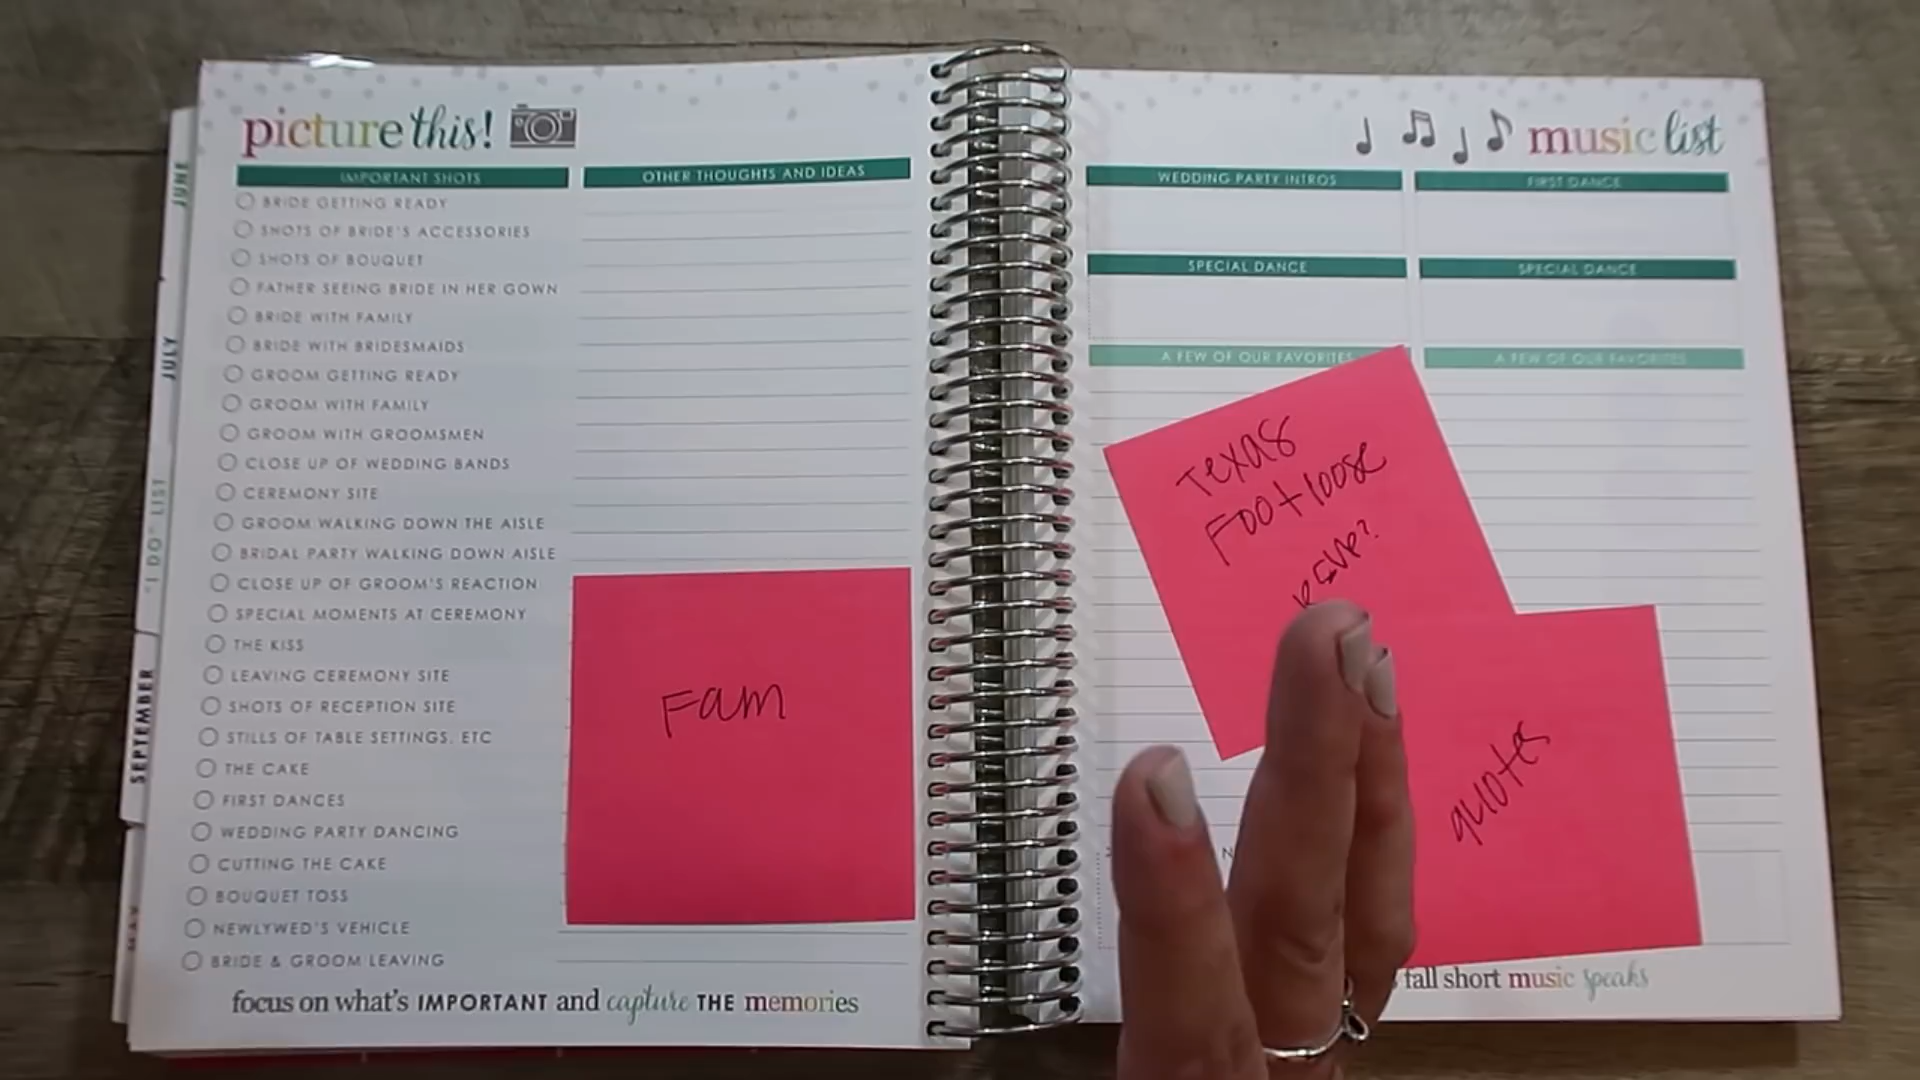 picture this!
IMPORTANT SHOTS
BRIDE GETTING READY
SHOTS OF BRIDE'S ACCESSORIES
SHOTS OF BOUQUET
FATHER SEEING BRIDE IN HER GOWN
BRIDE WITH FAMILY
BRIDE WITH BRIDESMAIDS
GROOM GETTING READY
GROOM WITH FAMILY
GROOM WITH GROOMSMEN
CLOSE UP OF WEDDING BANDS
CEREMONY SITE
GROOM WALKING DOWN THE AISLE
BRIDAL PARTY WALKING DOWN AISLE
CLOSE UP OF GROOM'S REACTION
SPECIAL MOMENTS AT CEREMONY
THE KISS
LEAVING CEREMONY SITE
SHOTS OF RECEPTION SITE
STILLS OF TABLE SETTINGS, ETC
THE CAKE
FIRST DANCES
WEDDING PARTY DANCING
CUTTING THE CAKE
BOUQUET TOSS
NEWLYWED'S VEHICLE
BRIDE & GROOM LEAVING
OTHER THOUGHTS AND IDEAS
Fam
focus on what's IMPORTANT and capture THE memories
JUNE
JULY
"I DO" LIST
SEPTEMBER
music list
WEDDING PARTY INTROS
FIRST DANCE
SPECIAL DANCE
SPECIAL DANCE
A FEW OF OUR FAVORITES
A FEW OF OUR FAVORITES
Texas
Footloose
quotes
fall short music speaks